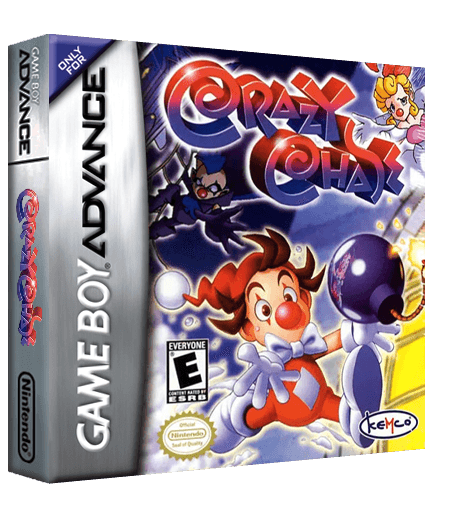 GAME BOY
ADVANCE
CRAZY CHASE
Nintendo®
ONLY
FOR
GAME BOY ADVANCE
CRAZY
CHASE
EVERYONE
E
CONTENT RATED BY
ESRB
Official
Nintendo
Seal of Quality
KEMCO